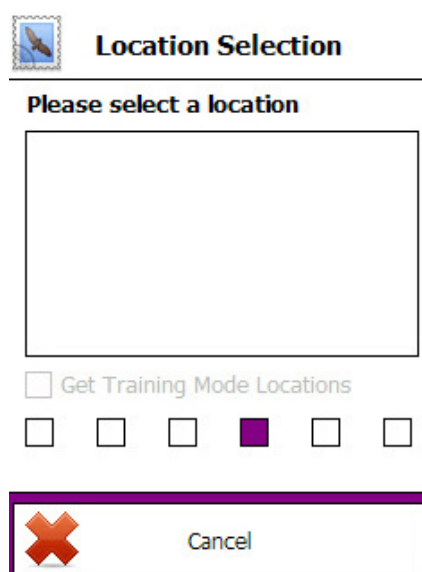 Location Selection
Please select a location
Get Training Mode Locations
Cancel